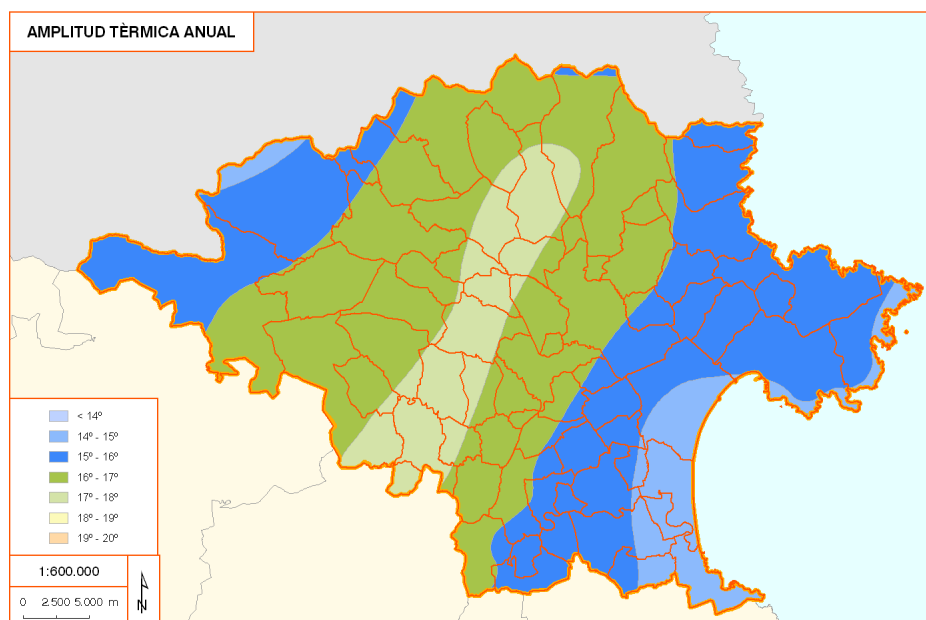 AMPLITUD TÈRMICA ANUAL
< 14º
14º - 15º
15º - 16º
16º - 17º
17º - 18º
18º - 19º
19º - 20º
1:600.000
0 2.500 5.000 m
N